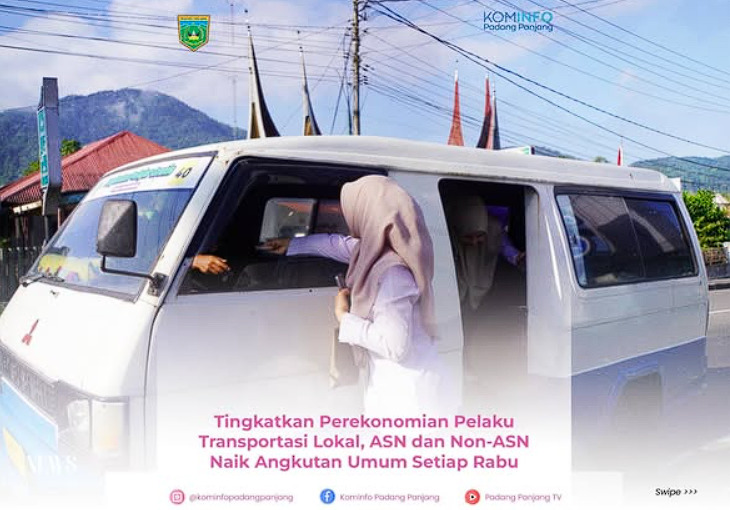 KOMINFO
Padang Panjang
40
Tingkatkan Perekonomian Pelaku
Transportasi Lokal, ASN dan Non-ASN
Naik Angkutan Umum Setiap Rabu
@kominfopadangpanjang
Kominfo Padang Panjang
Padang Panjang TV
Swipe >>>